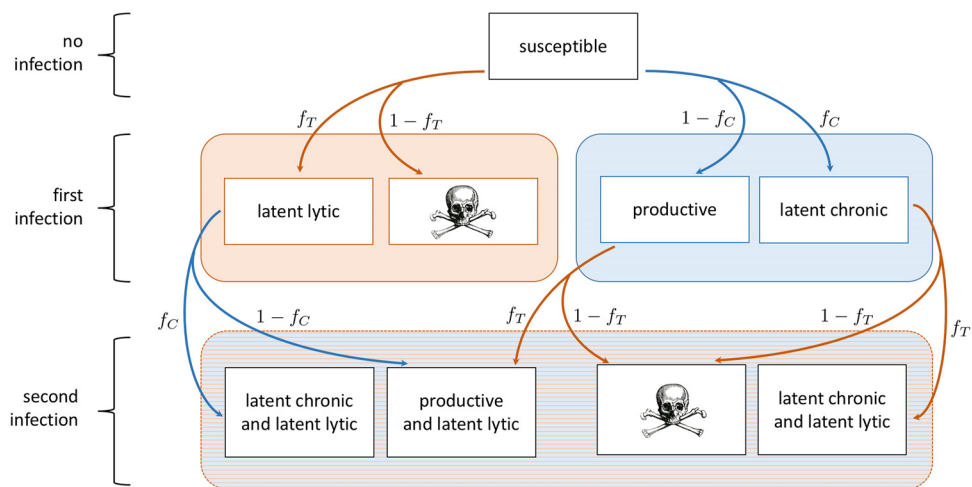 no
infection
susceptible
f_T
1 − f_T
1 − f_C
f_C
first
infection
latent lytic
productive
latent chronic
f_C
1 − f_C
f_T
1 − f_T
1 − f_T
f_T
second
infection
latent chronic
and latent lytic
productive
and latent lytic
latent chronic
and latent lytic